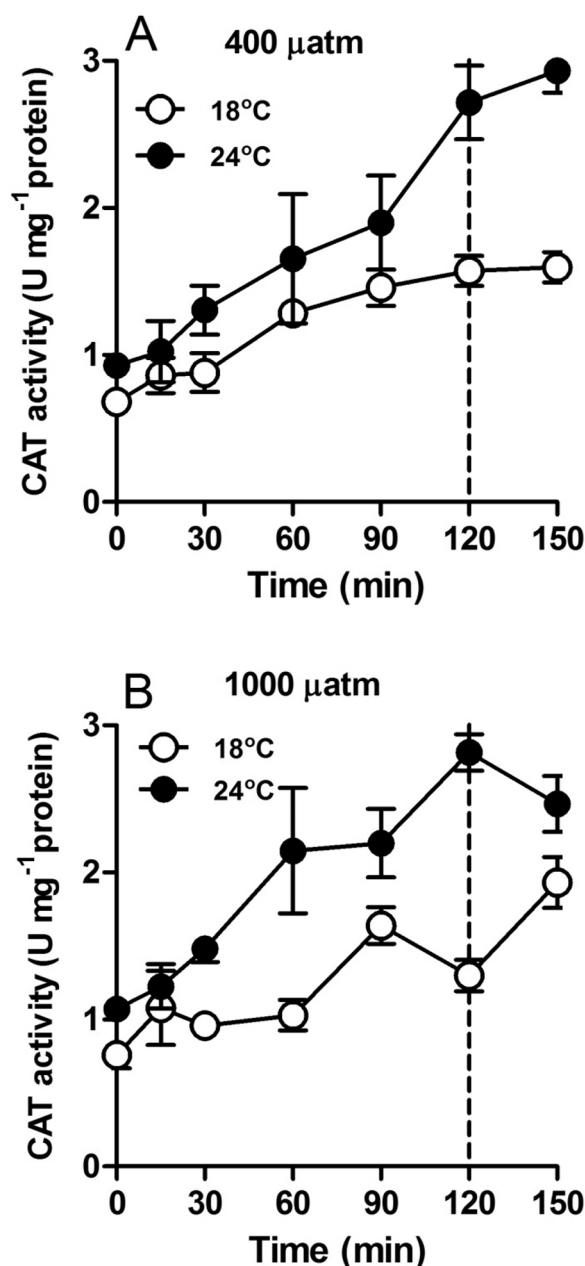 A
400 μatm
3
18°C
24°C
2
1
0
CAT activity (U mg⁻¹ protein)
0 30 60 90 120 150
Time (min)
B
1000 μatm
3
18°C
24°C
2
1
0
CAT activity (U mg⁻¹ protein)
0 30 60 90 120 150
Time (min)